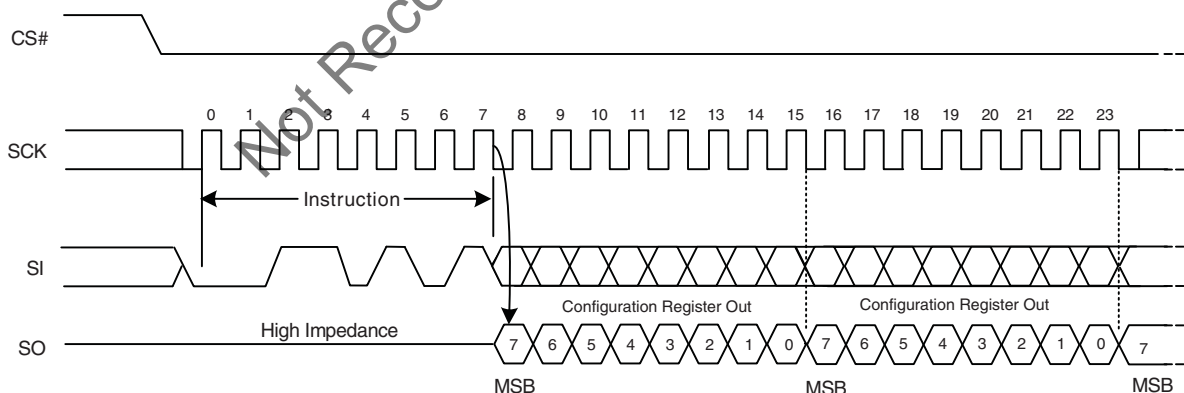 Not Reco
CS#
0 1 2 3 4 5 6 7 8 9 10 11 12 13 14 15 16 17 18 19 20 21 22 23
SCK
Instruction
SI
Configuration Register Out Configuration Register Out
High Impedance
SO
7 6 5 4 3 2 1 0 7 6 5 4 3 2 1 0 7
MSB MSB MSB